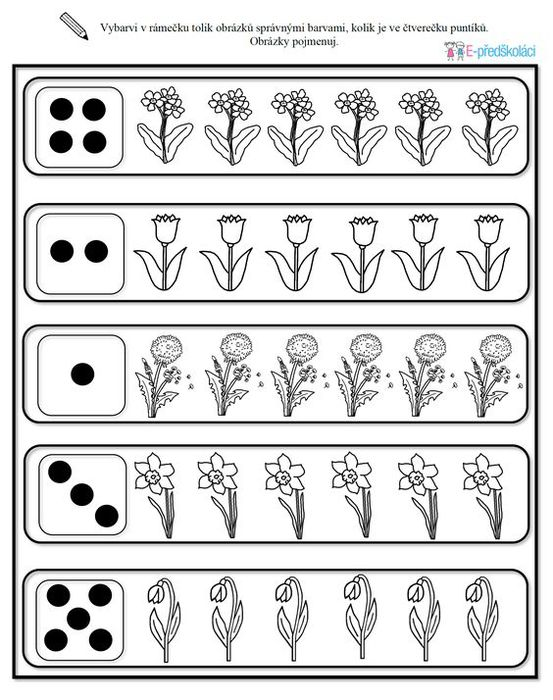 Vybarvi v rámečku tolik obrázků správnými barvami, kolik je ve čtverečku puntíků.
Obrázky pojmenuj.
E-předškoláci